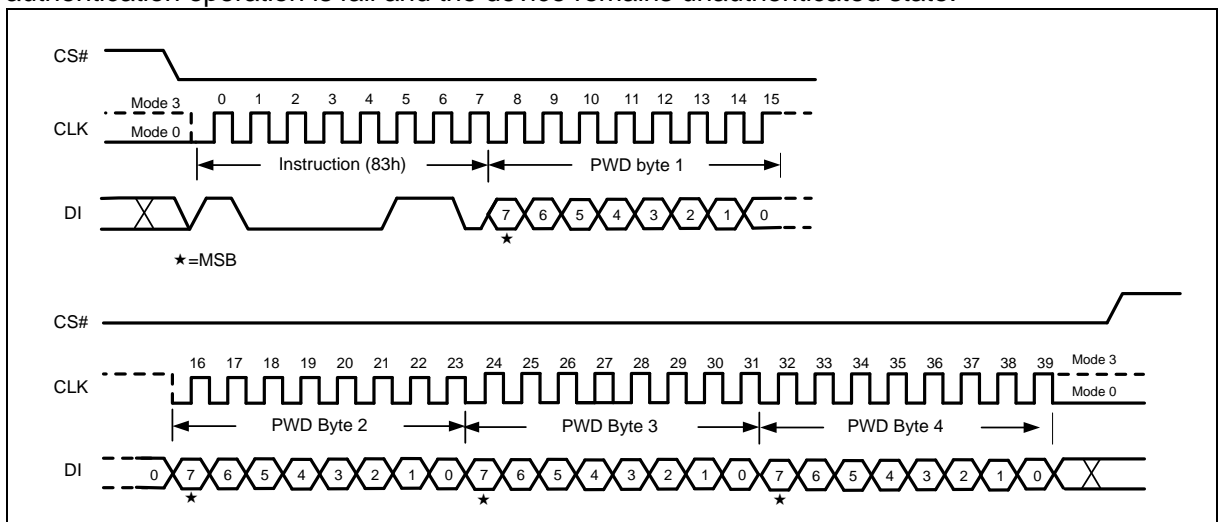 authentication operation is fail and the device remains unauthenticated state.
CS#
Mode 3 0 1 2 3 4 5 6 7 8 9 10 11 12 13 14 15
CLK
Mode 0
Instruction (83h) PWD byte 1
DI 7 6 5 4 3 2 1 0
★
★=MSB
CS#
16 17 18 19 20 21 22 23 24 25 26 27 28 29 30 31 32 33 34 35 36 37 38 39 Mode 3
CLK
Mode 0
PWD Byte 2 PWD Byte 3 PWD Byte 4
DI 0 7 6 5 4 3 2 1 0 7 6 5 4 3 2 1 0 7 6 5 4 3 2 1 0
★ ★ ★